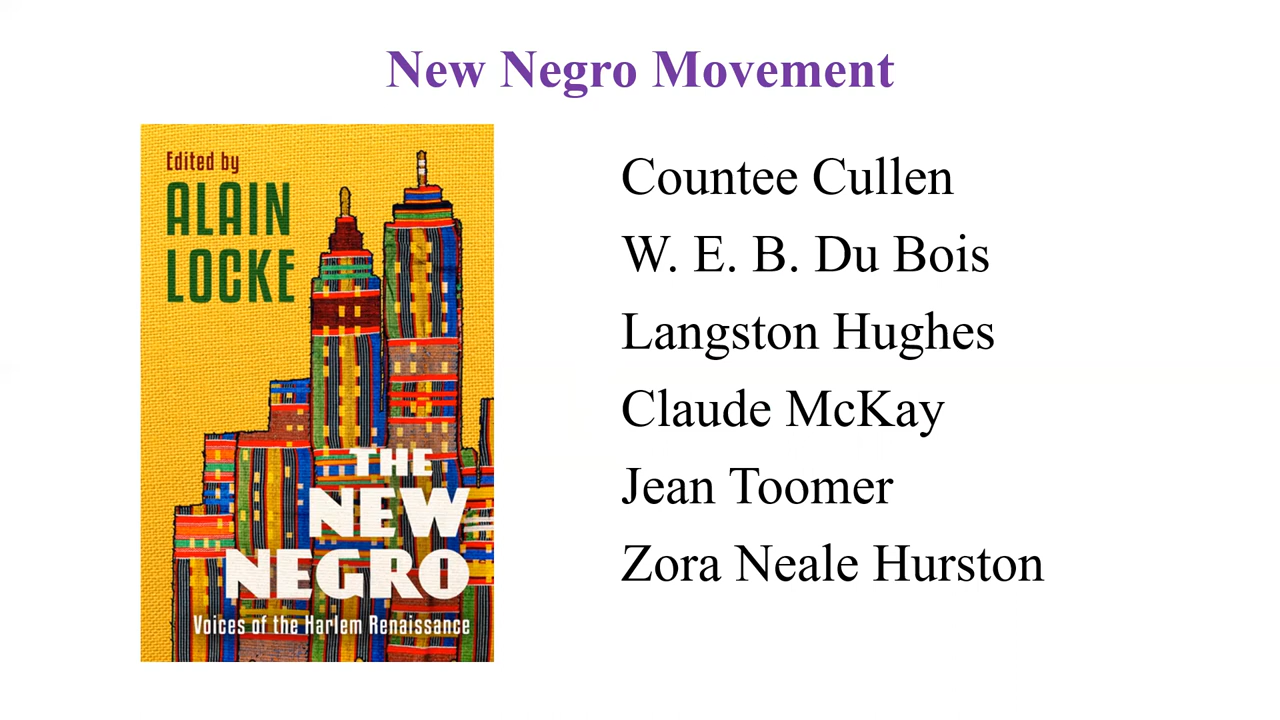 New Negro Movement
Edited by
ALAIN
LOCKE
THE
NEW
NEGRO
Voices of the Harlem Renaissance
Countee Cullen
W. E. B. Du Bois
Langston Hughes
Claude McKay
Jean Toomer
Zora Neale Hurston